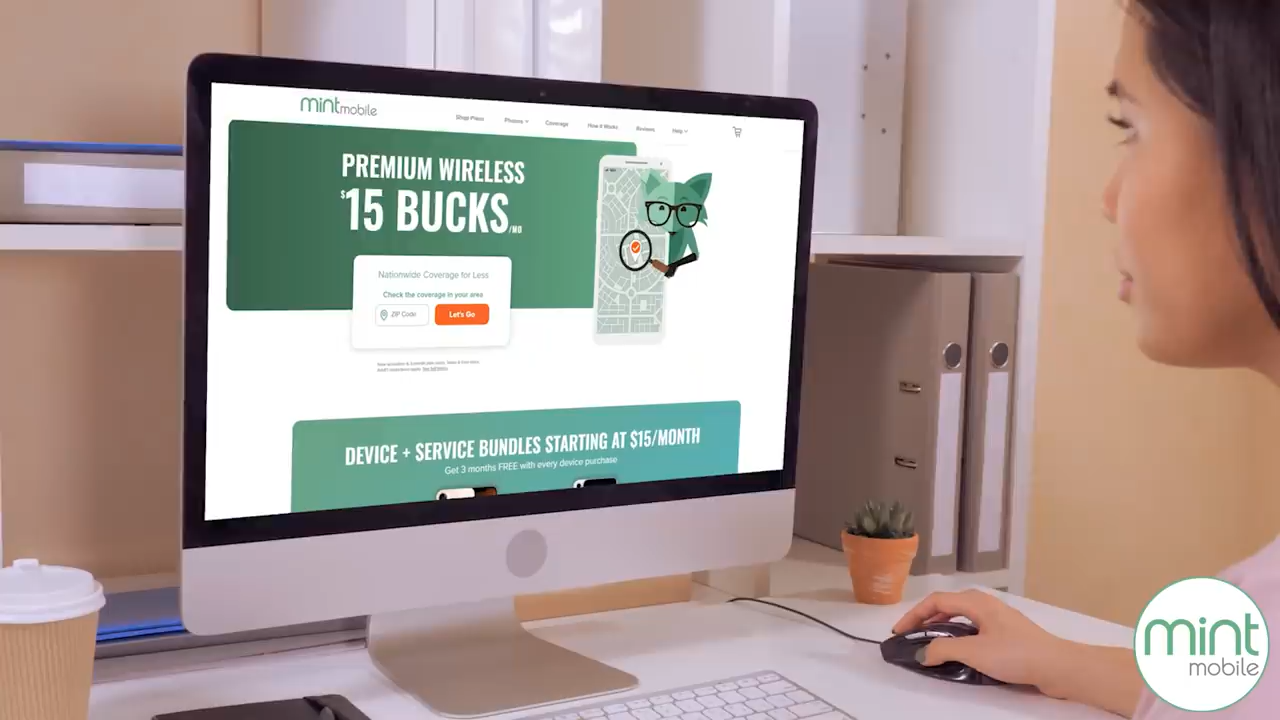 mint mobile
Shop Plans Phones Coverage How it Works Reviews Help
PREMIUM WIRELESS
$15 BUCKS/MO
Nationwide Coverage for Less
Check the coverage in your area
ZIP Code Let's Go
DEVICE + SERVICE BUNDLES STARTING AT $15/MONTH
Get 3 months FREE with every device purchase
mint
mobile